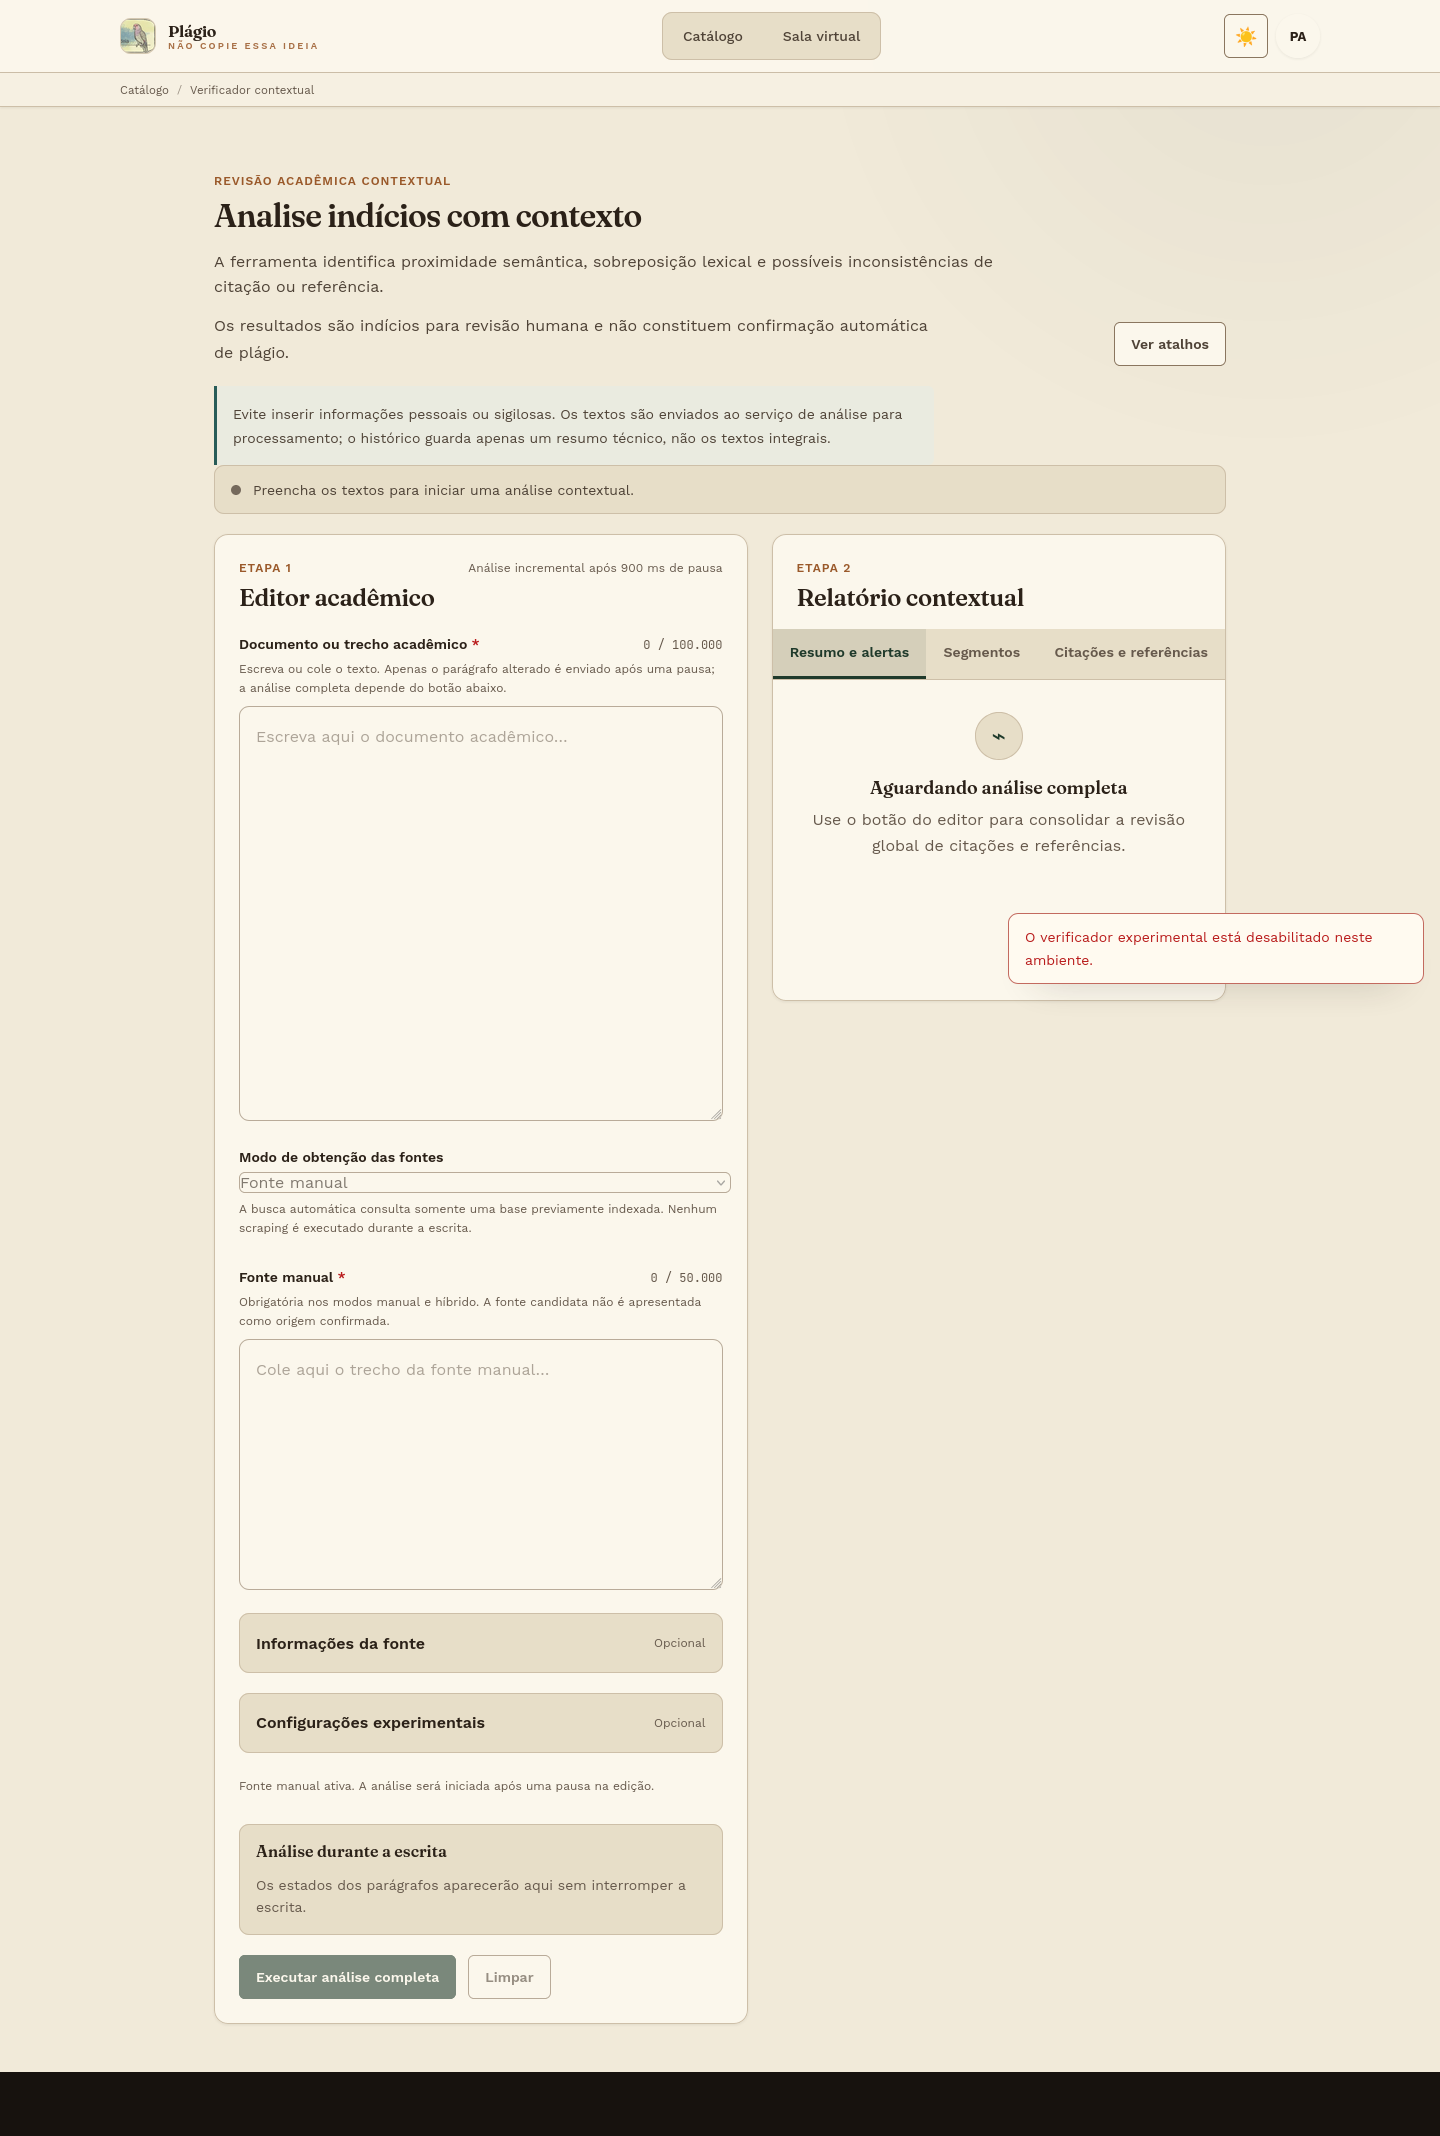 Plágio
NÃO COPIE ESSA IDEIA
Catálogo
Sala virtual
PA
Catálogo / Verificador contextual
REVISÃO ACADÊMICA CONTEXTUAL
Analise indícios com contexto
A ferramenta identifica proximidade semântica, sobreposição lexical e possíveis inconsistências de
citação ou referência.
Os resultados são indícios para revisão humana e não constituem confirmação automática
de plágio.
Ver atalhos
Evite inserir informações pessoais ou sigilosas. Os textos são enviados ao serviço de análise para
processamento; o histórico guarda apenas um resumo técnico, não os textos integrais.
Preencha os textos para iniciar uma análise contextual.
ETAPA 1
Análise incremental após 900 ms de pausa
Editor acadêmico
Documento ou trecho acadêmico *
0 / 100.000
Escreva ou cole o texto. Apenas o parágrafo alterado é enviado após uma pausa;
a análise completa depende do botão abaixo.
Escreva aqui o documento acadêmico...
Modo de obtenção das fontes
Fonte manual
A busca automática consulta somente uma base previamente indexada. Nenhum
scraping é executado durante a escrita.
Fonte manual *
0 / 50.000
Obrigatória nos modos manual e híbrido. A fonte candidata não é apresentada
como origem confirmada.
Cole aqui o trecho da fonte manual...
Informações da fonte
Opcional
Configurações experimentais
Opcional
Fonte manual ativa. A análise será iniciada após uma pausa na edição.
Análise durante a escrita
Os estados dos parágrafos aparecerão aqui sem interromper a
escrita.
Executar análise completa
Limpar
ETAPA 2
Relatório contextual
Resumo e alertas
Segmentos
Citações e referências
Aguardando análise completa
Use o botão do editor para consolidar a revisão
global de citações e referências.
O verificador experimental está desabilitado neste
ambiente.